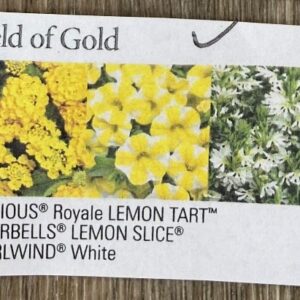 eld of Gold
IOUS® Royale LEMON TART™
RBELLS® LEMON SLICE®
RLWIND® White